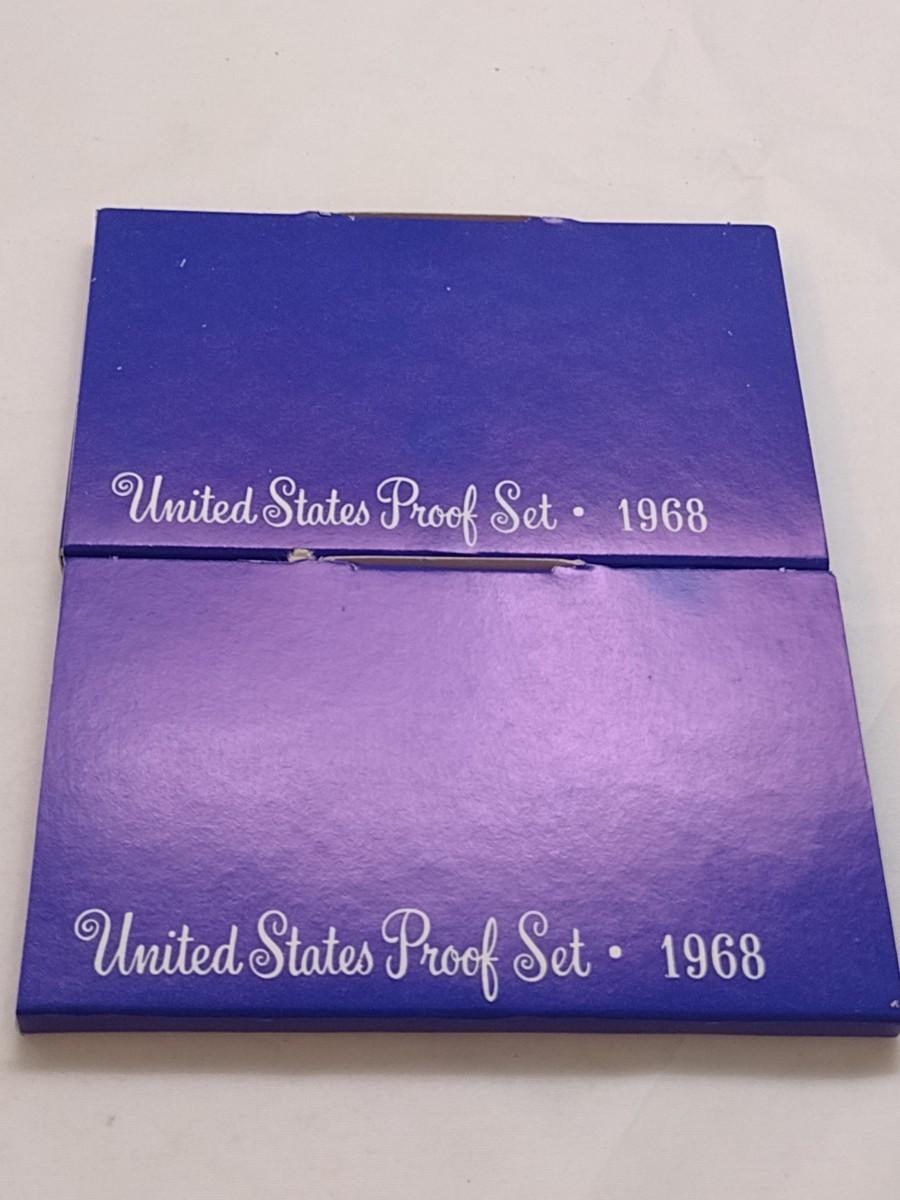 United States Proof Set • 1968
United States Proof Set • 1968